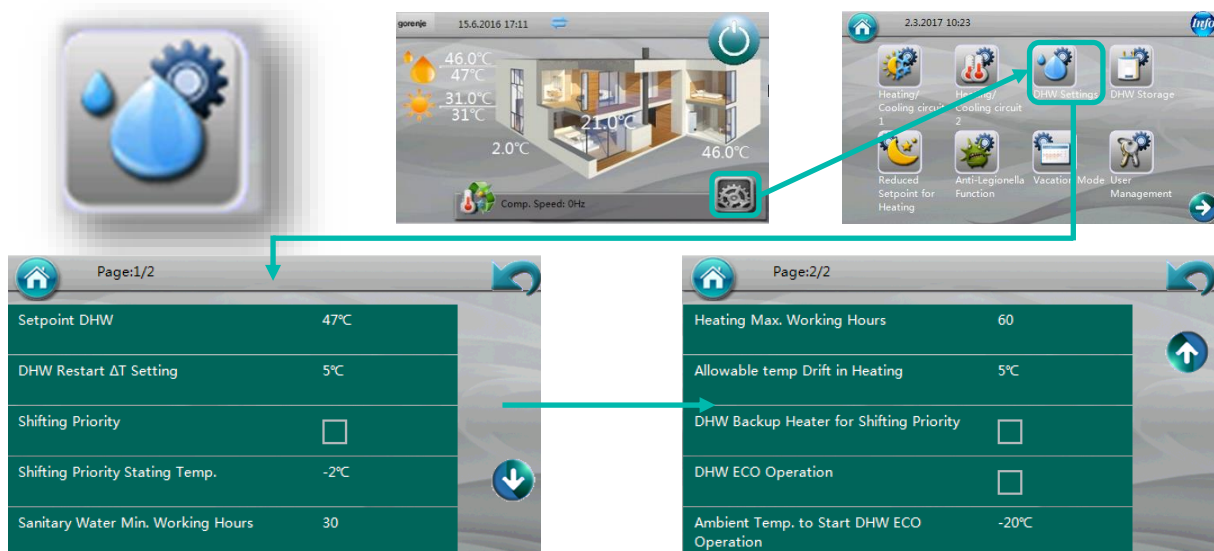 gorenje 15.6.2016 17:11
46.0℃
47℃
31.0℃
31℃
21.0℃
2.0℃
46.0℃
Comp. Speed: 0Hz
2.3.2017 10:23
Info
Heating/
Cooling circuit
1
Heating/
Cooling circuit
2
DHW Settings
DHW Storage
Reduced
Setpoint for
Heating
Anti-Legionella
Function
Vacation Mode
User
Management
Page:1/2
Setpoint DHW 47℃
DHW Restart ΔT Setting 5℃
Shifting Priority
Shifting Priority Stating Temp. -2℃
Sanitary Water Min. Working Hours 30
Page:2/2
Heating Max. Working Hours 60
Allowable temp Drift in Heating 5℃
DHW Backup Heater for Shifting Priority
DHW ECO Operation
Ambient Temp. to Start DHW ECO -20℃
Operation